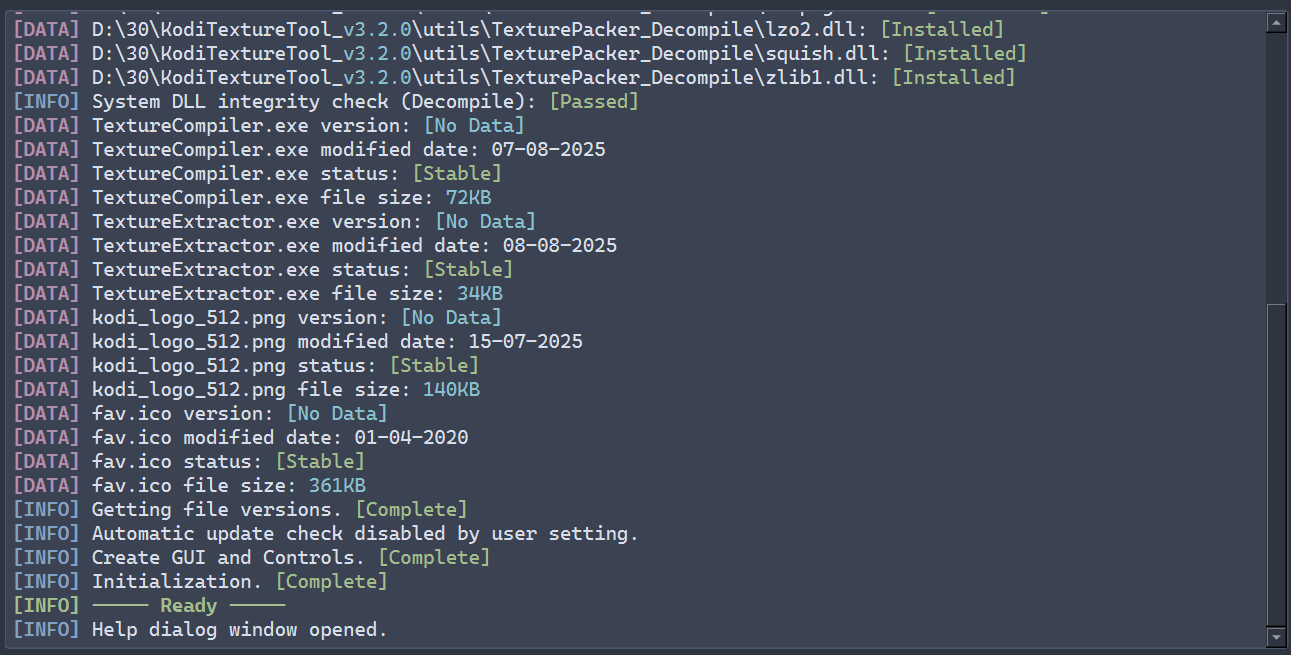 [DATA] D:\30\KodiTextureTool_v3.2.0\utils\TexturePacker_Decompile\lzo2.dll: [Installed]
[DATA] D:\30\KodiTextureTool_v3.2.0\utils\TexturePacker_Decompile\squish.dll: [Installed]
[DATA] D:\30\KodiTextureTool_v3.2.0\utils\TexturePacker_Decompile\zlib1.dll: [Installed]
[INFO] System DLL integrity check (Decompile): [Passed]
[DATA] TextureCompiler.exe version: [No Data]
[DATA] TextureCompiler.exe modified date: 07-08-2025
[DATA] TextureCompiler.exe status: [Stable]
[DATA] TextureCompiler.exe file size: 72KB
[DATA] TextureExtractor.exe version: [No Data]
[DATA] TextureExtractor.exe modified date: 08-08-2025
[DATA] TextureExtractor.exe status: [Stable]
[DATA] TextureExtractor.exe file size: 34KB
[DATA] kodi_logo_512.png version: [No Data]
[DATA] kodi_logo_512.png modified date: 15-07-2025
[DATA] kodi_logo_512.png status: [Stable]
[DATA] kodi_logo_512.png file size: 140KB
[DATA] fav.ico version: [No Data]
[DATA] fav.ico modified date: 01-04-2020
[DATA] fav.ico status: [Stable]
[DATA] fav.ico file size: 361KB
[INFO] Getting file versions. [Complete]
[INFO] Automatic update check disabled by user setting.
[INFO] Create GUI and Controls. [Complete]
[INFO] Initialization. [Complete]
[INFO] ───── Ready ─────
[INFO] Help dialog window opened.